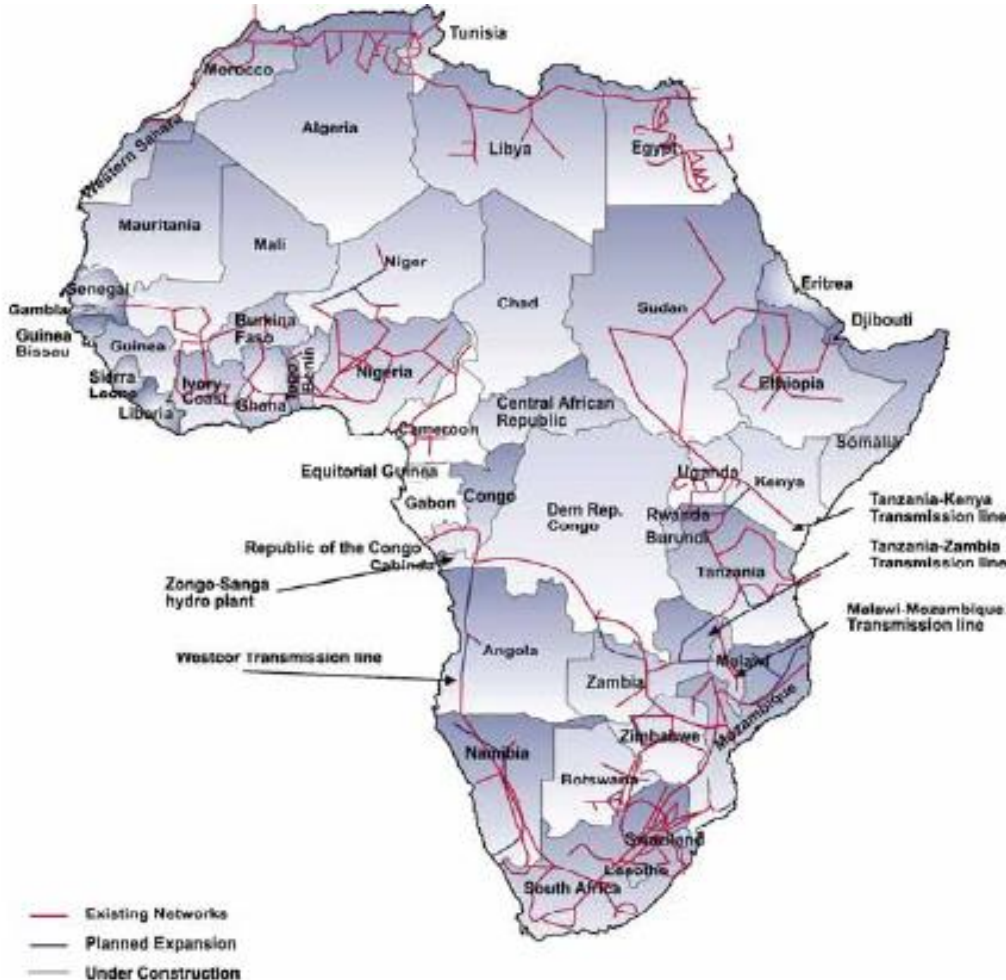 Tunisia
Morocco
Algeria
Libya
Egypt
Western Sahara
Mauritania
Mali
Niger
Chad
Sudan
Eritrea
Djibouti
Senegal
Gambia
Guinea
Bissau
Guinea
Burkina
Faso
Sierra
Leone
Liberia
Ivory
Coast
Ghana
Togo
Benin
Nigeria
Ethiopia
Central African
Republic
Cameroon
Somalia
Equitorial Guinea
Gabon
Congo
Dem Rep.
Congo
Uganda
Kenya
Rwanda
Burundi
Tanzania-Kenya
Transmission line
Republic of the Congo
Cabinda
Tanzania
Tanzania-Zambia
Transmission line
Zongo-Sanga
hydro plant
Malawi-Mozambique
Transmission line
Westcor Transmission line
Angola
Zambia
Malawi
Mozambique
Zimbabwe
Namibia
Botswana
Swaziland
Lesotho
South Africa
Existing Networks
Planned Expansion
Under Construction